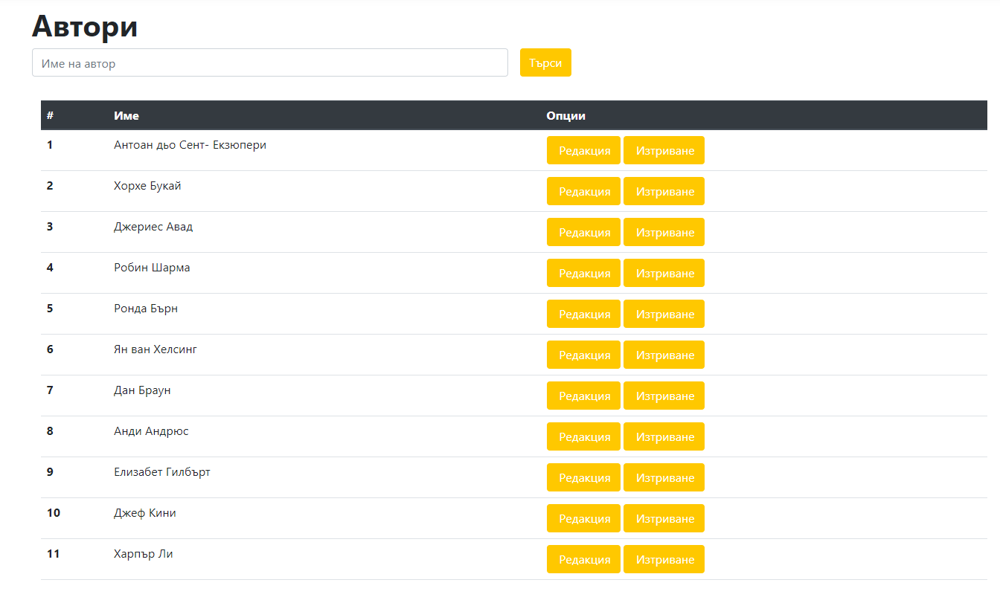 Автори
Име на автор Търси
# Име Опции
1 Антоан дьо Сент- Екзюпери Редакция Изтриване
2 Хорхе Букай Редакция Изтриване
3 Джериес Авад Редакция Изтриване
4 Робин Шарма Редакция Изтриване
5 Ронда Бърн Редакция Изтриване
6 Ян ван Хелсинг Редакция Изтриване
7 Дан Браун Редакция Изтриване
8 Анди Андрюс Редакция Изтриване
9 Елизабет Гилбърт Редакция Изтриване
10 Джеф Кини Редакция Изтриване
11 Харпър Ли Редакция Изтриване